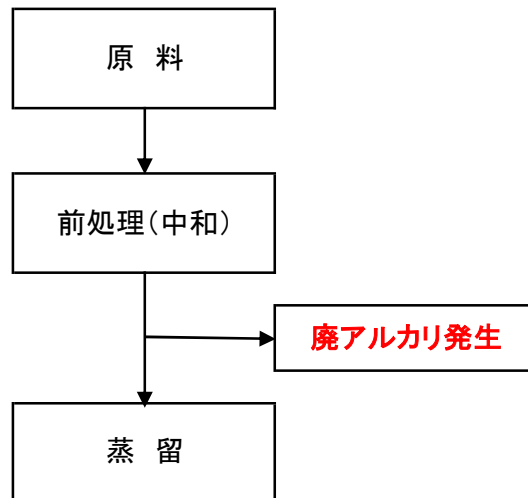 原 料
前処理(中和)
廃アルカリ発生
蒸 留